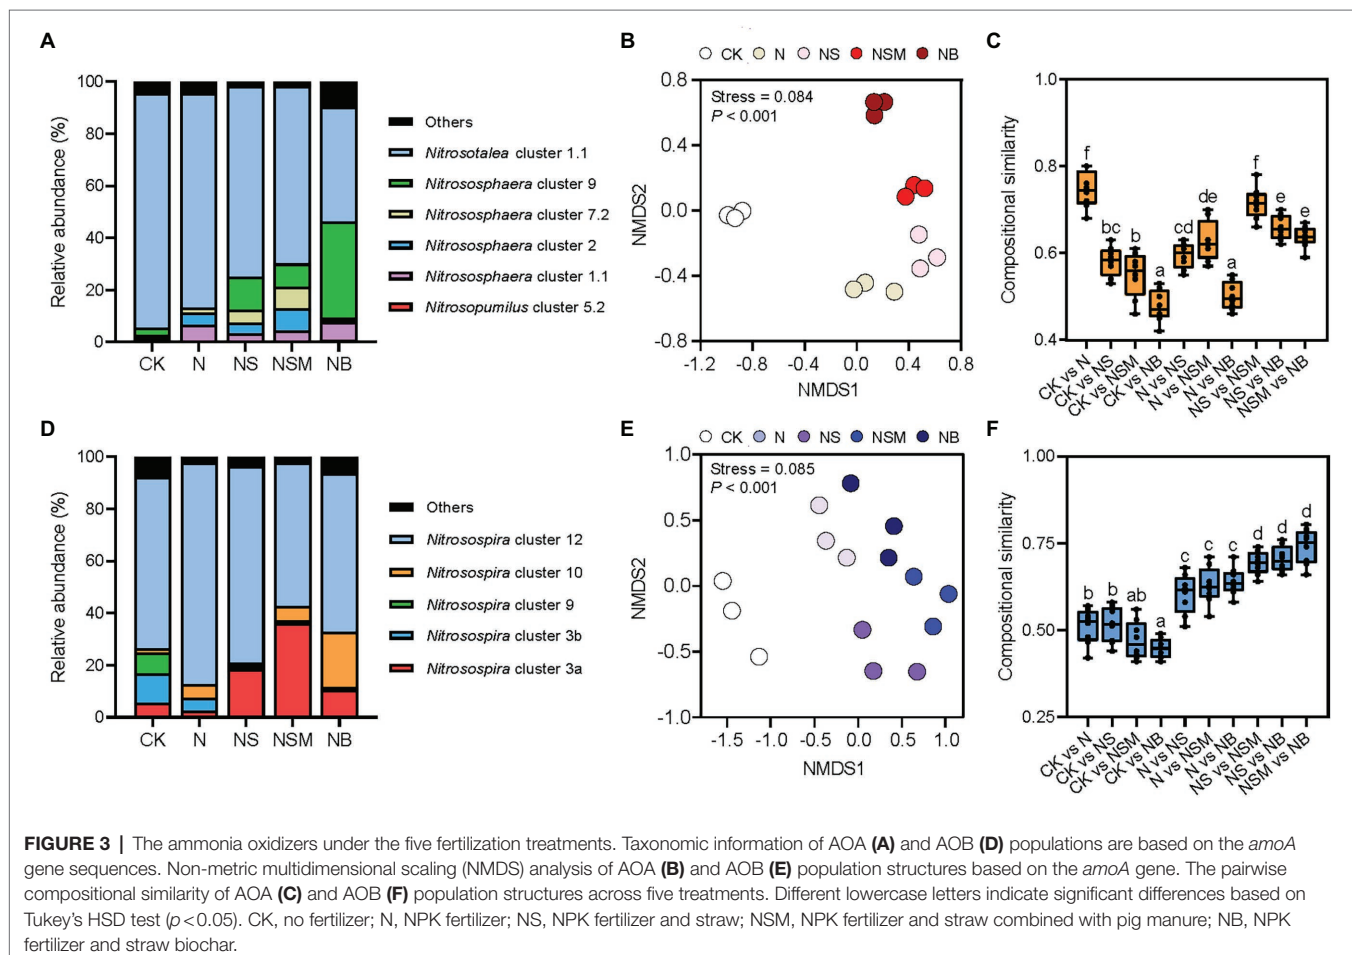 A
Relative abundance (%)
100
80
60
40
20
0
CK N NS NSM NB
Others
Nitrosotalea cluster 1.1
Nitrososphaera cluster 9
Nitrososphaera cluster 7.2
Nitrososphaera cluster 2
Nitrososphaera cluster 1.1
Nitrosopumilus cluster 5.2
B
CK N NS NSM NB
Stress = 0.084
P < 0.001
NMDS2
0.8
0.4
0.0
-0.4
-0.8
-1.2 -0.8 -0.4 0.0 0.4 0.8
NMDS1
C
Compositional similarity
1.0
0.8
0.6
0.4
f bc b a cd de a f e e
CK vs N
CK vs NS
CK vs NSM
CK vs NB
N vs NS
N vs NSM
N vs NB
NS vs NSM
NS vs NB
NSM vs NB
D
Relative abundance (%)
100
80
60
40
20
0
CK N NS NSM NB
Others
Nitrosospira cluster 12
Nitrosospira cluster 10
Nitrosospira cluster 9
Nitrosospira cluster 3b
Nitrosospira cluster 3a
E
CK N NS NSM NB
Stress = 0.085
P < 0.001
NMDS2
1.0
0.5
0.0
-0.5
-1.0
-1.5 -1.0 -0.5 0.0 0.5 1.0
NMDS1
F
Compositional similarity
1.00
0.75
0.50
0.25
b b ab a c c c d d d
CK vs N
CK vs NS
CK vs NSM
CK vs NB
N vs NS
N vs NSM
N vs NB
NS vs NSM
NS vs NB
NSM vs NB
FIGURE 3 | The ammonia oxidizers under the five fertilization treatments. Taxonomic information of AOA (A) and AOB (D) populations are based on the amoA
gene sequences. Non-metric multidimensional scaling (NMDS) analysis of AOA (B) and AOB (E) population structures based on the amoA gene. The pairwise
compositional similarity of AOA (C) and AOB (F) population structures across five treatments. Different lowercase letters indicate significant differences based on
Tukey's HSD test (p<0.05). CK, no fertilizer; N, NPK fertilizer; NS, NPK fertilizer and straw; NSM, NPK fertilizer and straw combined with pig manure; NB, NPK
fertilizer and straw biochar.